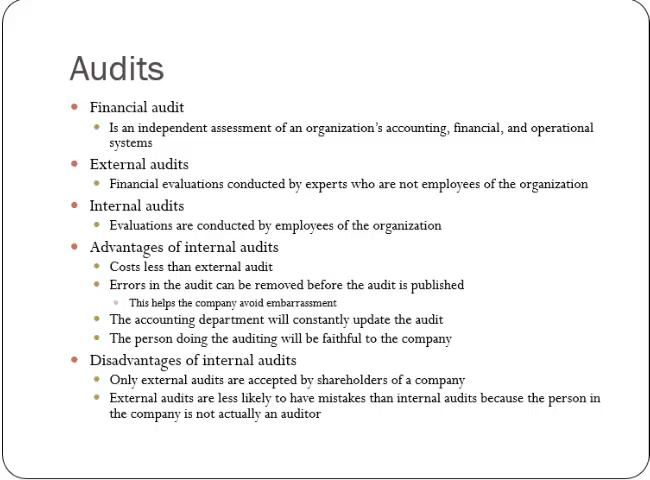 Audits
Financial audit
Is an independent assessment of an organization's accounting, financial, and operational
systems
External audits
Financial evaluations conducted by experts who are not employees of the organization
Internal audits
Evaluations are conducted by employees of the organization
Advantages of internal audits
Costs less than external audit
Errors in the audit can be removed before the audit is published
This helps the company avoid embarrassment
The accounting department will constantly update the audit
The person doing the auditing will be faithful to the company
Disadvantages of internal audits
Only external audits are accepted by shareholders of a company
External audits are less likely to have mistakes than internal audits because the person in
the company is not actually an auditor